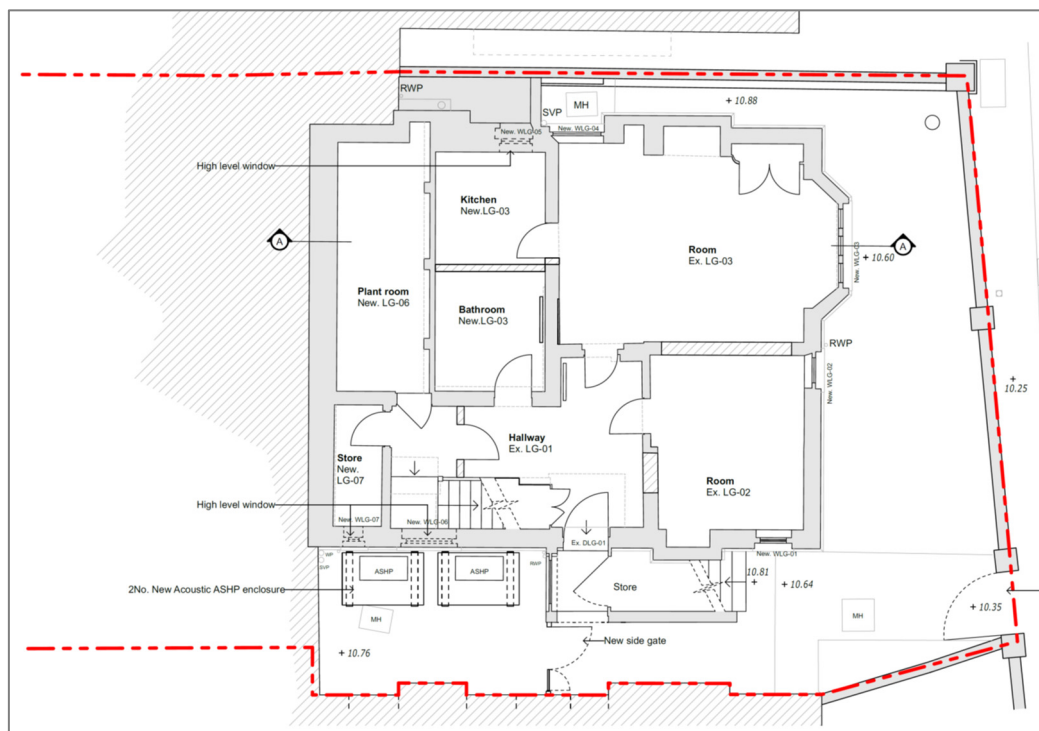 RWP
SVP
MH
+ 10.88
New. WLG-05
New. WLG-04
High level window
Kitchen
New.LG-03
A
Room
Ex. LG-03
A
+ 10.60
New. WLG-03
Plant room
New. LG-06
Bathroom
New.LG-03
RWP
New. WLG-02
+
10.25
Hallway
Ex. LG-01
Store
New.
LG-07
Room
Ex. LG-02
High level window
New. WLG-07
New. WLG-06
Ex. DLG-01
New. WLG-01
WP
SVP
ASHP
ASHP
RWP
Store
10.81
+
+ 10.64
2No. New Acoustic ASHP enclosure
MH
MH
+ 10.35
New side gate
+ 10.76